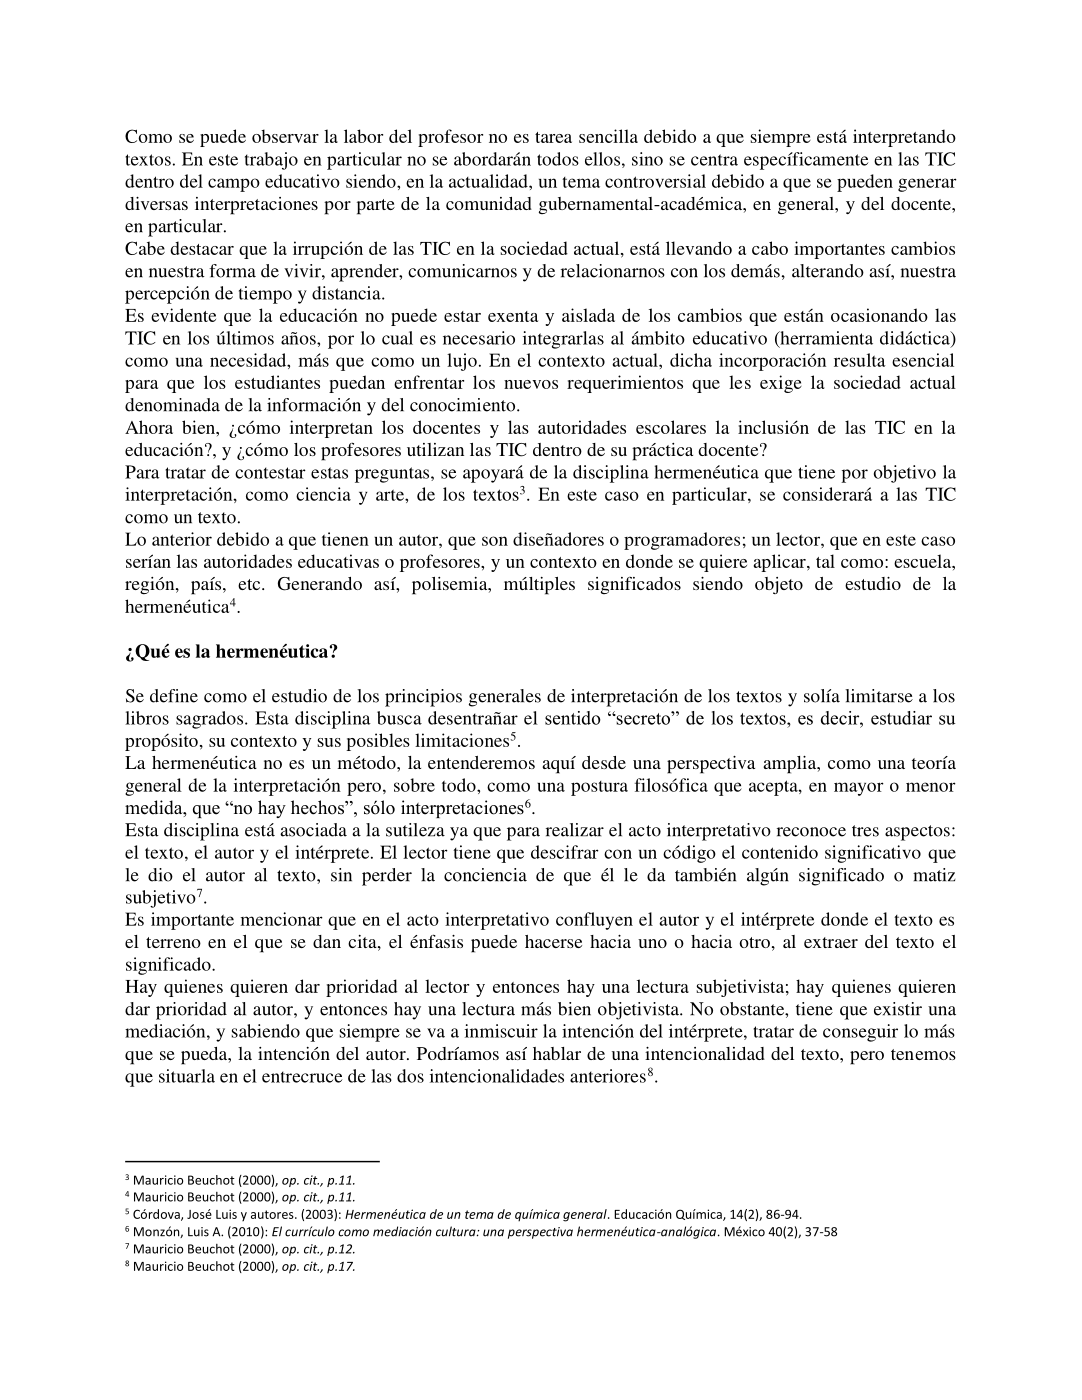 Como se puede observar la labor del profesor no es tarea sencilla debido a que siempre está interpretando
textos. En este trabajo en particular no se abordarán todos ellos, sino se centra específicamente en las TIC
dentro del campo educativo siendo, en la actualidad, un tema controversial debido a que se pueden generar
diversas interpretaciones por parte de la comunidad gubernamental-académica, en general, y del docente,
en particular.
Cabe destacar que la irrupción de las TIC en la sociedad actual, está llevando a cabo importantes cambios
en nuestra forma de vivir, aprender, comunicarnos y de relacionarnos con los demás, alterando así, nuestra
percepción de tiempo y distancia.
Es evidente que la educación no puede estar exenta y aislada de los cambios que están ocasionando las
TIC en los últimos años, por lo cual es necesario integrarlas al ámbito educativo (herramienta didáctica)
como una necesidad, más que como un lujo. En el contexto actual, dicha incorporación resulta esencial
para que los estudiantes puedan enfrentar los nuevos requerimientos que les exige la sociedad actual
denominada de la información y del conocimiento.
Ahora bien, ¿cómo interpretan los docentes y las autoridades escolares la inclusión de las TIC en la
educación?, y ¿cómo los profesores utilizan las TIC dentro de su práctica docente?
Para tratar de contestar estas preguntas, se apoyará de la disciplina hermenéutica que tiene por objetivo la
interpretación, como ciencia y arte, de los textos³. En este caso en particular, se considerará a las TIC
como un texto.
Lo anterior debido a que tienen un autor, que son diseñadores o programadores; un lector, que en este caso
serían las autoridades educativas o profesores, y un contexto en donde se quiere aplicar, tal como: escuela,
región, país, etc. Generando así, polisemia, múltiples significados siendo objeto de estudio de la
hermenéutica⁴.
¿Qué es la hermenéutica?
Se define como el estudio de los principios generales de interpretación de los textos y solía limitarse a los
libros sagrados. Esta disciplina busca desentrañar el sentido “secreto” de los textos, es decir, estudiar su
propósito, su contexto y sus posibles limitaciones⁵.
La hermenéutica no es un método, la entenderemos aquí desde una perspectiva amplia, como una teoría
general de la interpretación pero, sobre todo, como una postura filosófica que acepta, en mayor o menor
medida, que “no hay hechos”, sólo interpretaciones⁶.
Esta disciplina está asociada a la sutileza ya que para realizar el acto interpretativo reconoce tres aspectos:
el texto, el autor y el intérprete. El lector tiene que descifrar con un código el contenido significativo que
le dio el autor al texto, sin perder la conciencia de que él le da también algún significado o matiz
subjetivo⁷.
Es importante mencionar que en el acto interpretativo confluyen el autor y el intérprete donde el texto es
el terreno en el que se dan cita, el énfasis puede hacerse hacia uno o hacia otro, al extraer del texto el
significado.
Hay quienes quieren dar prioridad al lector y entonces hay una lectura subjetivista; hay quienes quieren
dar prioridad al autor, y entonces hay una lectura más bien objetivista. No obstante, tiene que existir una
mediación, y sabiendo que siempre se va a inmiscuir la intención del intérprete, tratar de conseguir lo más
que se pueda, la intención del autor. Podríamos así hablar de una intencionalidad del texto, pero tenemos
que situarla en el entrecruce de las dos intencionalidades anteriores⁸.
³ Mauricio Beuchot (2000), op. cit., p.11.
⁴ Mauricio Beuchot (2000), op. cit., p.11.
⁵ Córdova, José Luis y autores. (2003): Hermenéutica de un tema de química general. Educación Química, 14(2), 86-94.
⁶ Monzón, Luis A. (2010): El currículo como mediación cultura: una perspectiva hermenéutica-analógica. México 40(2), 37-58
⁷ Mauricio Beuchot (2000), op. cit., p.12.
⁸ Mauricio Beuchot (2000), op. cit., p.17.